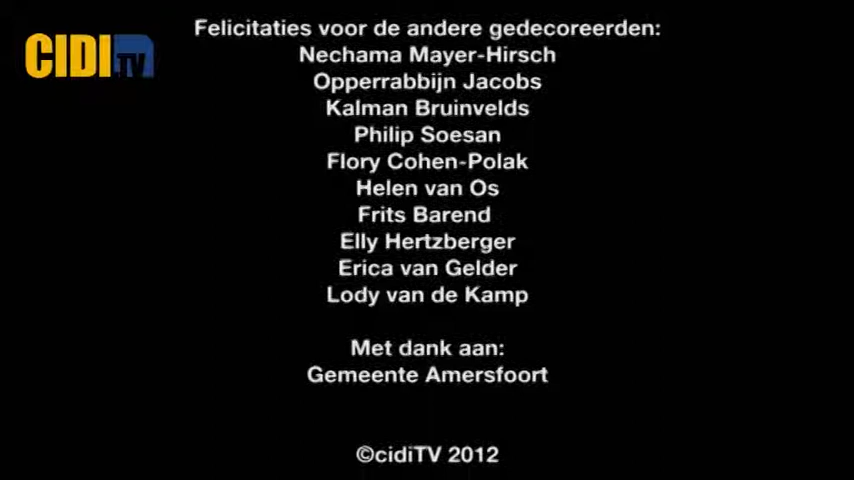 CIDI TV
Felicitaties voor de andere gedecoreerden:
Nechama Mayer-Hirsch
Opperrabbijn Jacobs
Kalman Bruinvelds
Philip Soesan
Flory Cohen-Polak
Helen van Os
Frits Barend
Elly Hertzberger
Erica van Gelder
Lody van de Kamp
Met dank aan:
Gemeente Amersfoort
©cidiTV 2012